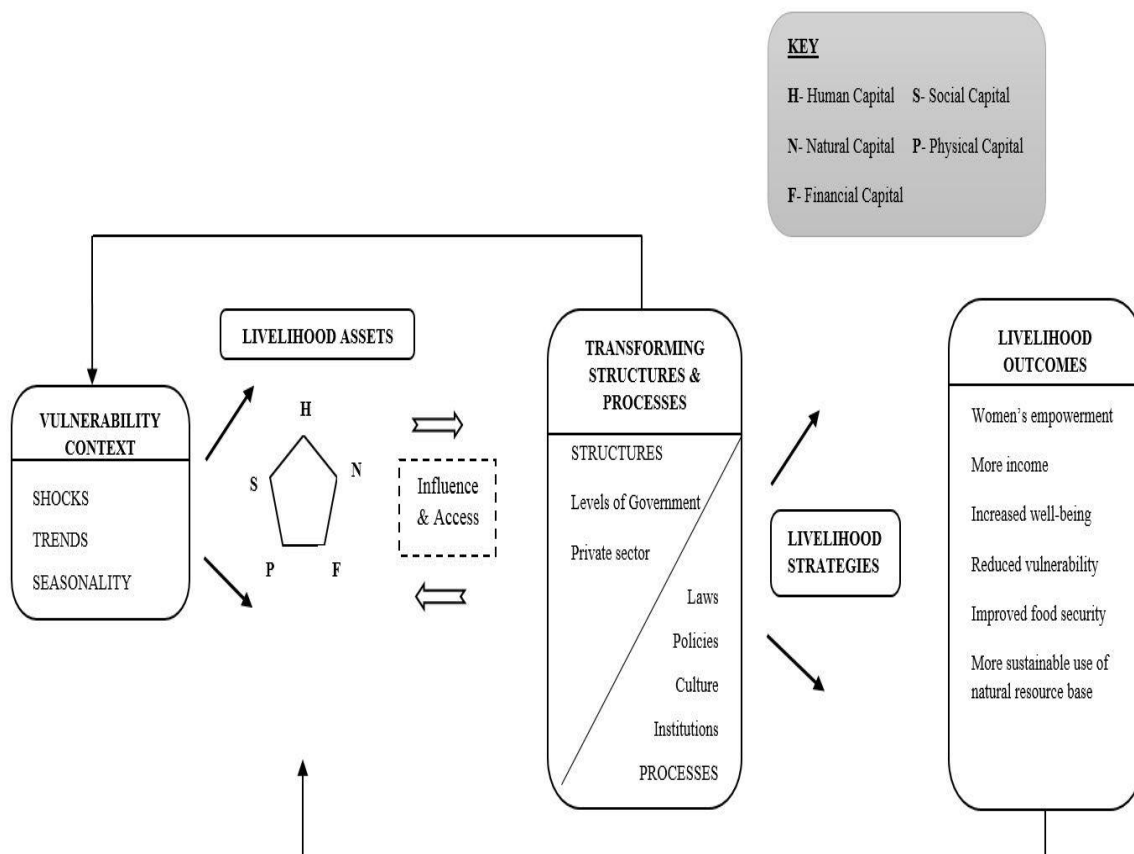 KEY
H- Human Capital S- Social Capital
N- Natural Capital P- Physical Capital
F- Financial Capital
LIVELIHOOD ASSETS
VULNERABILITY
CONTEXT
SHOCKS
TRENDS
SEASONALITY
H
S
N
P
F
Influence
& Access
TRANSFORMING
STRUCTURES &
PROCESSES
STRUCTURES
Levels of Government
Private sector
Laws
Policies
Culture
Institutions
PROCESSES
LIVELIHOOD
STRATEGIES
LIVELIHOOD
OUTCOMES
Women’s empowerment
More income
Increased well-being
Reduced vulnerability
Improved food security
More sustainable use of
natural resource base